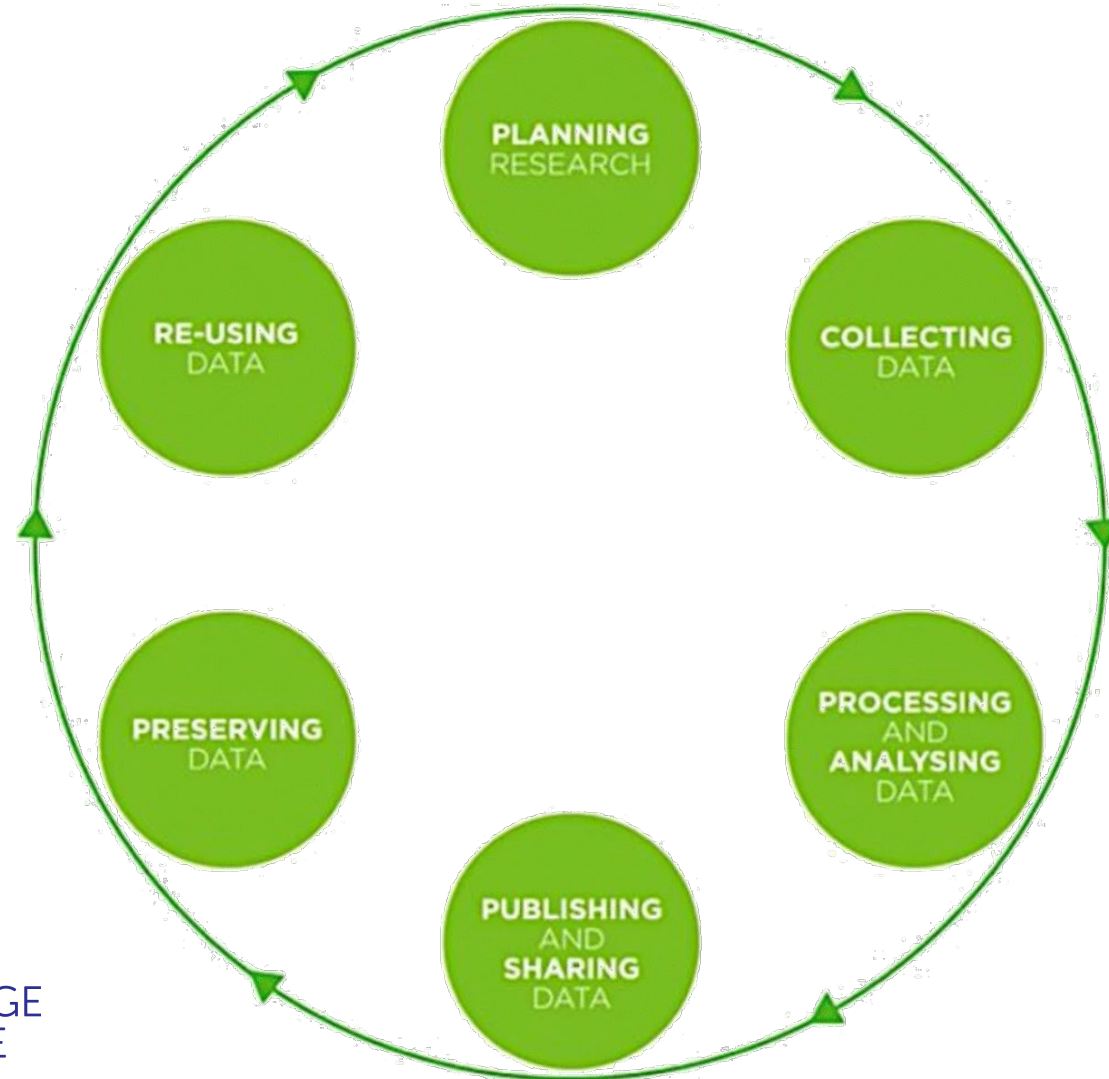 PLANNING
RESEARCH
COLLECTING
DATA
PROCESSING
AND
ANALYSING
DATA
PUBLISHING
AND
SHARING
DATA
PRESERVING
DATA
RE-USING
DATA